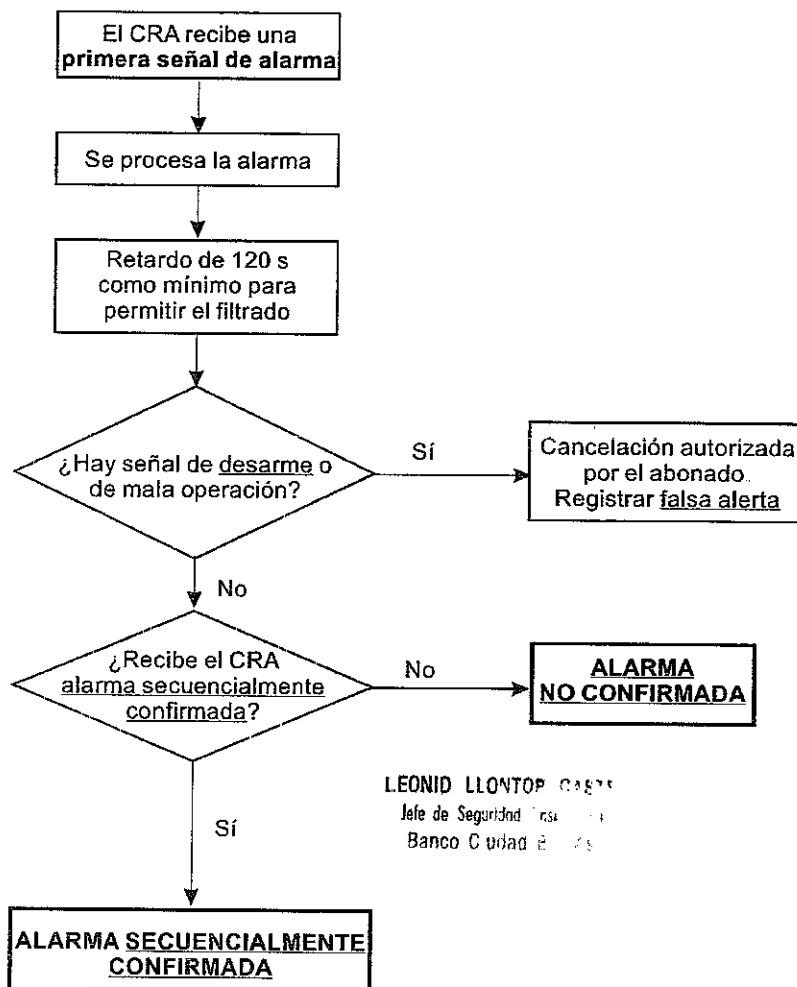 El CRA recibe una
primera señal de alarma
Se procesa la alarma
Retardo de 120 s
como mínimo para
permitir el filtrado
¿Hay señal de desarme o
de mala operación?
Sí
Cancelación autorizada
por el abonado.
Registrar falsa alerta
No
¿Recibe el CRA
alarma secuencialmente
confirmada?
No
ALARMA
NO CONFIRMADA
LEONID LLONTOP
Jefe de Seguridad
Banco Ciudad
Sí
ALARMA SECUENCIALMENTE
CONFIRMADA